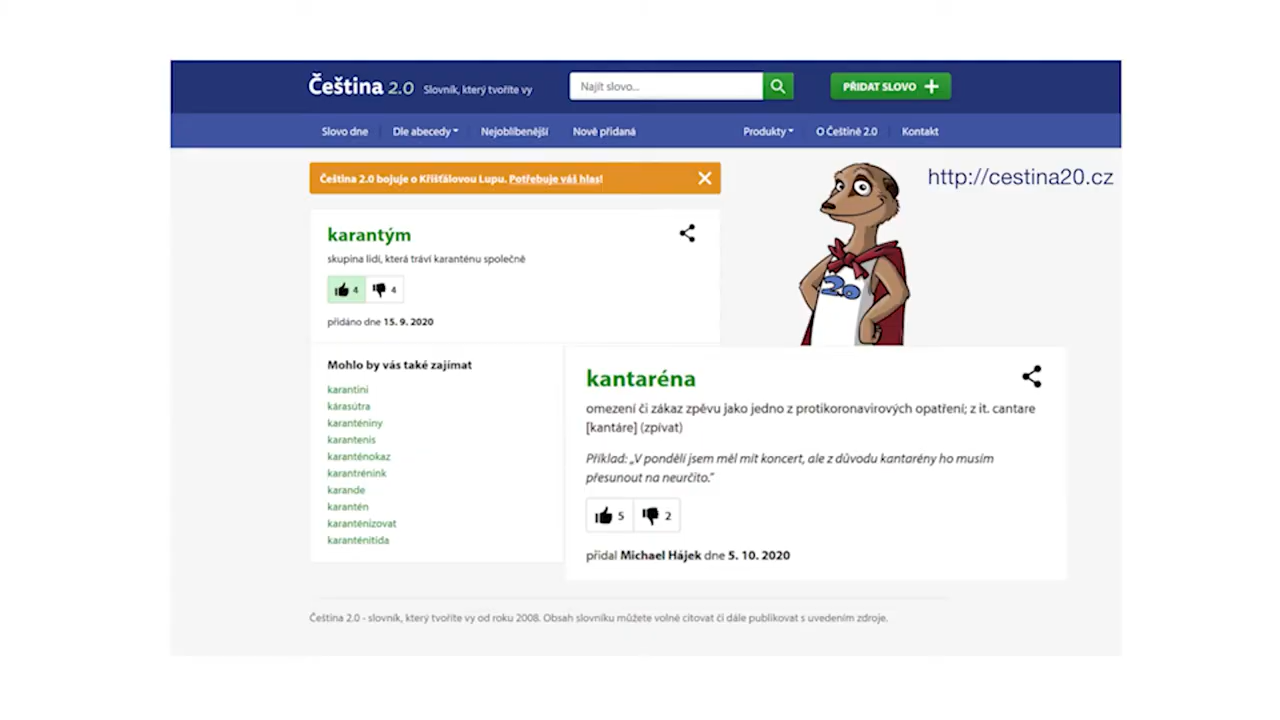 Čeština 2.0 Slovník, který tvoříte vy
Najít slovo...
PŘIDAT SLOVO
Slovo dne
Dle abecedy
Nejoblíbenější
Nově přidaná
Produkty
O Češtině 2.0
Kontakt
Čeština 2.0 bojuje o Křišťálovou Lupu. Potřebuje váš hlas!
http://cestina20.cz
karantým
skupina lidí, která tráví karanténu společně
4 4
přidáno dne 15. 9. 2020
2.0
Mohlo by vás také zajímat
karantini
kárasútra
karanténiny
karantenis
karanténokaz
karantrénink
karande
karantén
karanténizovat
karanténitida
kantaréna
omezení či zákaz zpěvu jako jedno z protikoronavirových opatření; z it. cantare
[kantáre] (zpívat)
Příklad: „V pondělí jsem měl mít koncert, ale z důvodu kantarény ho musím
přesunout na neurčito.“
5 2
přidal Michael Hájek dne 5. 10. 2020
Čeština 2.0 - slovník, který tvoříte vy od roku 2008. Obsah slovníku můžete volně citovat či dále publikovat s uvedením zdroje.